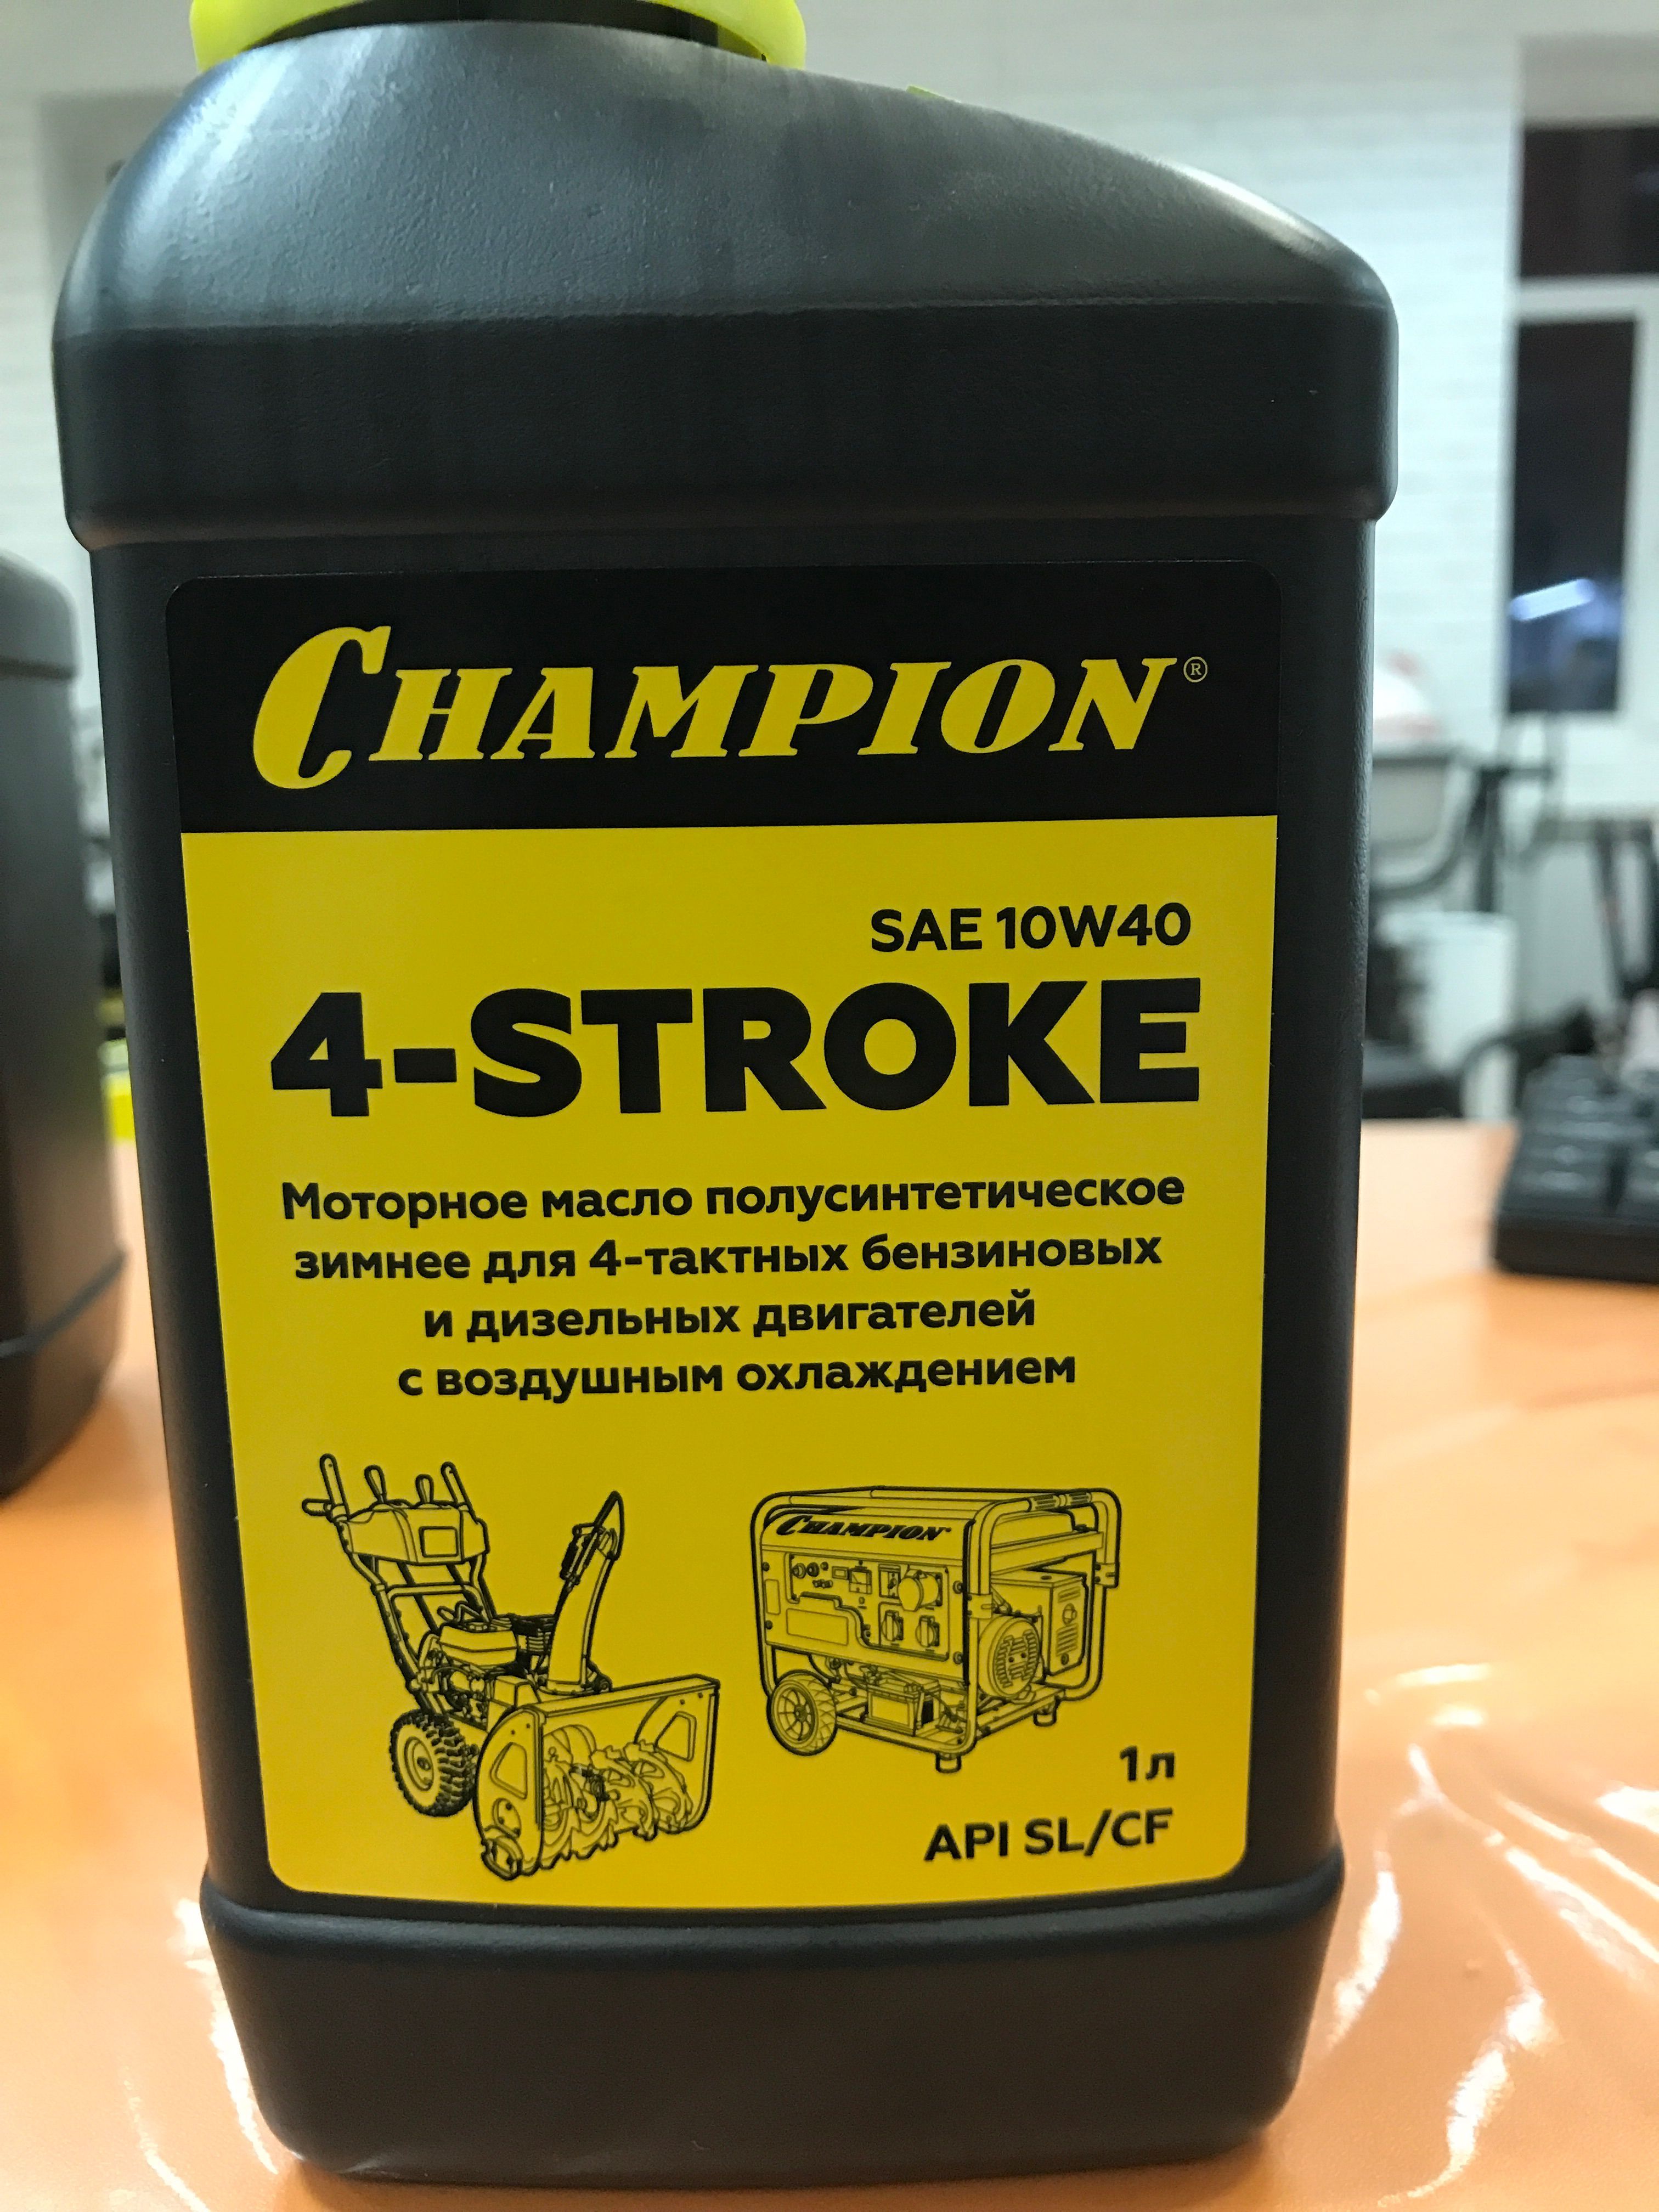 CHAMPION®
SAE 10W40
4-STROKE
Моторное масло полусинтетическое
зимнее для 4-тактных бензиновых
и дизельных двигателей
с воздушным охлаждением
CHAMPION
1л
API SL/CF